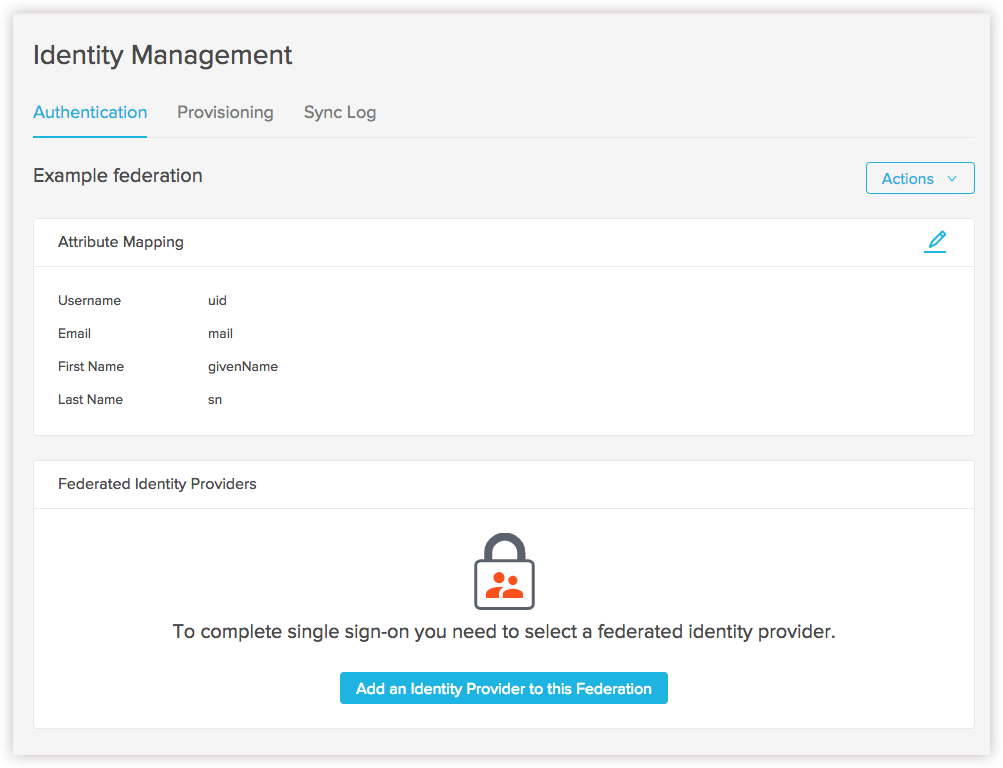 Identity Management
Authentication Provisioning Sync Log
Example federation
Actions
Attribute Mapping
Username uid
Email mail
First Name givenName
Last Name sn
Federated Identity Providers
To complete single sign-on you need to select a federated identity provider.
Add an Identity Provider to this Federation